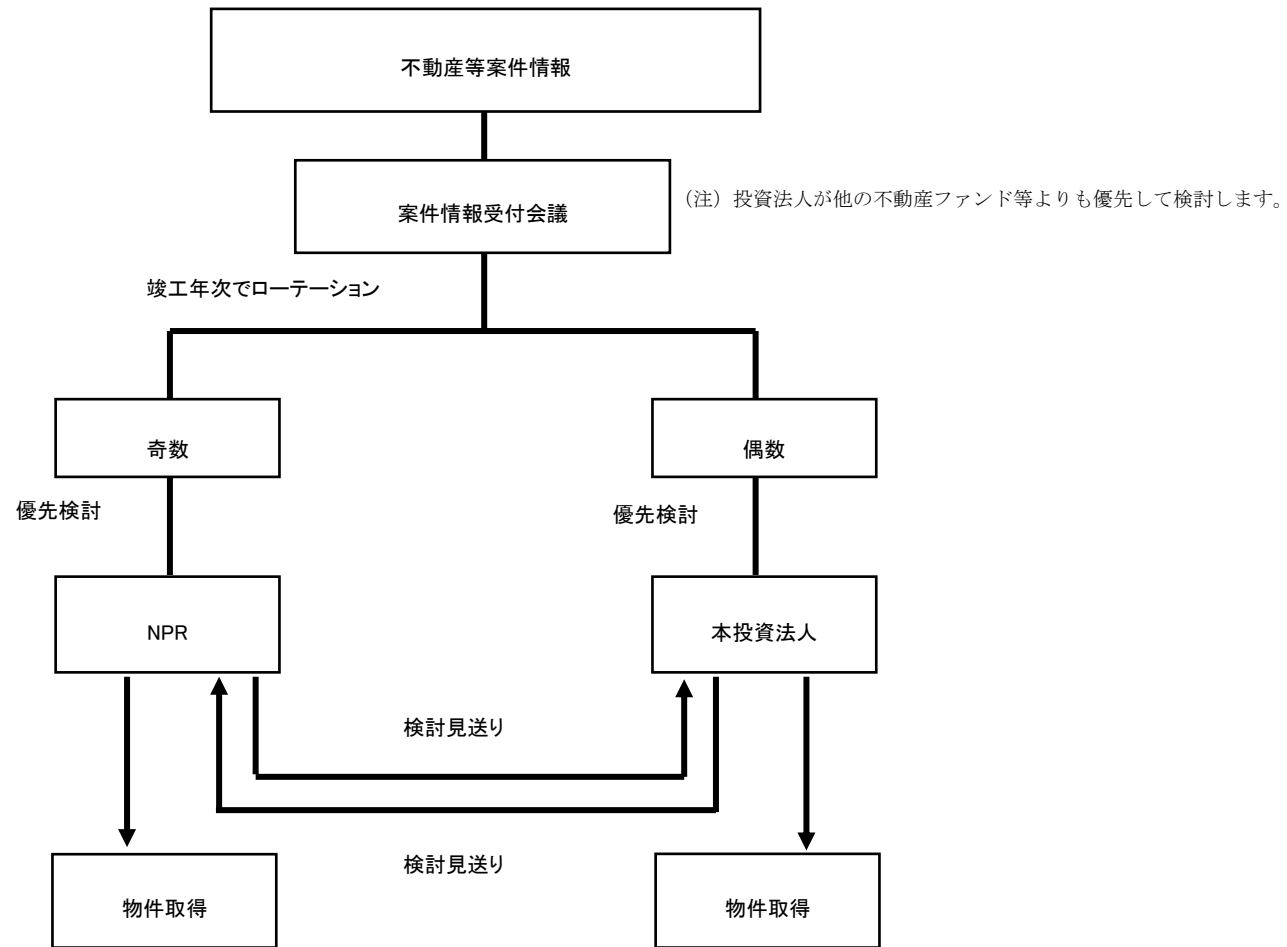 不動産等案件情報
案件情報受付会議
（注）投資法人が他の不動産ファンド等よりも優先して検討します。
竣工年次でローテーション
奇数
偶数
優先検討
優先検討
NPR
本投資法人
検討見送り
検討見送り
物件取得
物件取得